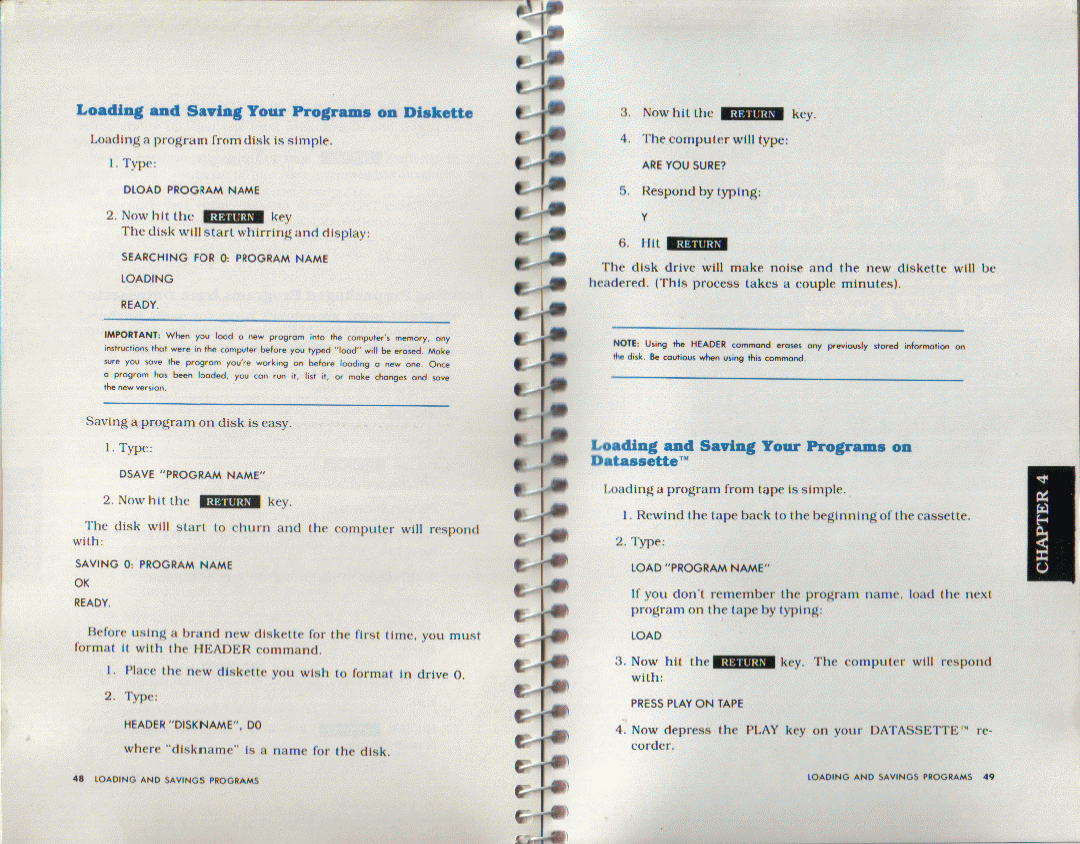 Loading and Saving Your Programs on Diskette
Loading a program from disk is simple.
1. Type:
DLOAD PROGRAM NAME
2. Now hit the RETURN key
The disk will start whirring and display:
SEARCHING FOR 0: PROGRAM NAME
LOADING
READY.
IMPORTANT: When you load a new program into the computer's memory, any
instructions that were in the computer before you typed "load" will be erased. Make
sure you save the program you're working on before loading a new one. Once
a program has been loaded, you can run it, list it, or make changes and save
the new version.
Saving a program on disk is easy.
1. Type:
DSAVE "PROGRAM NAME"
2. Now hit the RETURN key.
The disk will start to churn and the computer will respond
with:
SAVING 0: PROGRAM NAME
OK
READY.
Before using a brand new diskette for the first time, you must
format it with the HEADER command.
1. Place the new diskette you wish to format in drive 0.
2. Type:
HEADER "DISKNAME", D0
where "diskname" is a name for the disk.
48 LOADING AND SAVINGS PROGRAMS
3. Now hit the RETURN key.
4. The computer will type:
ARE YOU SURE?
5. Respond by typing:
Y
6. Hit RETURN
The disk drive will make noise and the new diskette will be
headered. (This process takes a couple minutes).
NOTE: Using the HEADER command erases any previously stored information on
the disk. Be cautious when using this command.
Loading and Saving Your Programs on
Datassette™
Loading a program from tape is simple.
1. Rewind the tape back to the beginning of the cassette.
2. Type:
LOAD "PROGRAM NAME"
If you don't remember the program name, load the next
program on the tape by typing:
LOAD
3. Now hit the RETURN key. The computer will respond
with:
PRESS PLAY ON TAPE
4. Now depress the PLAY key on your DATASSETTE™ re-
corder.
LOADING AND SAVINGS PROGRAMS 49
CHAPTER 4